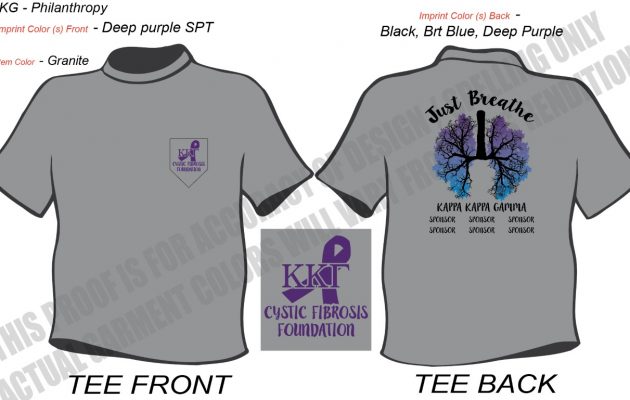 KG - Philanthropy
mprint Color (s) Front - Deep purple SPT
tem Color - Granite
Imprint Color (s) Back -
Black, Brt Blue, Deep Purple
KKΓ
CYSTIC FIBROSIS
FOUNDATION
Just Breathe
KAPPA KAPPA GAMMA
SPONSOR SPONSOR SPONSOR
SPONSOR SPONSOR SPONSOR
KKΓ
CYSTIC FIBROSIS
FOUNDATION
THIS PROOF IS FOR ACCURACY OF DESIGN & SPELLING ONLY
ACTUAL GARMENT COLORS WILL VARY FROM RENDITION
TEE FRONT
TEE BACK